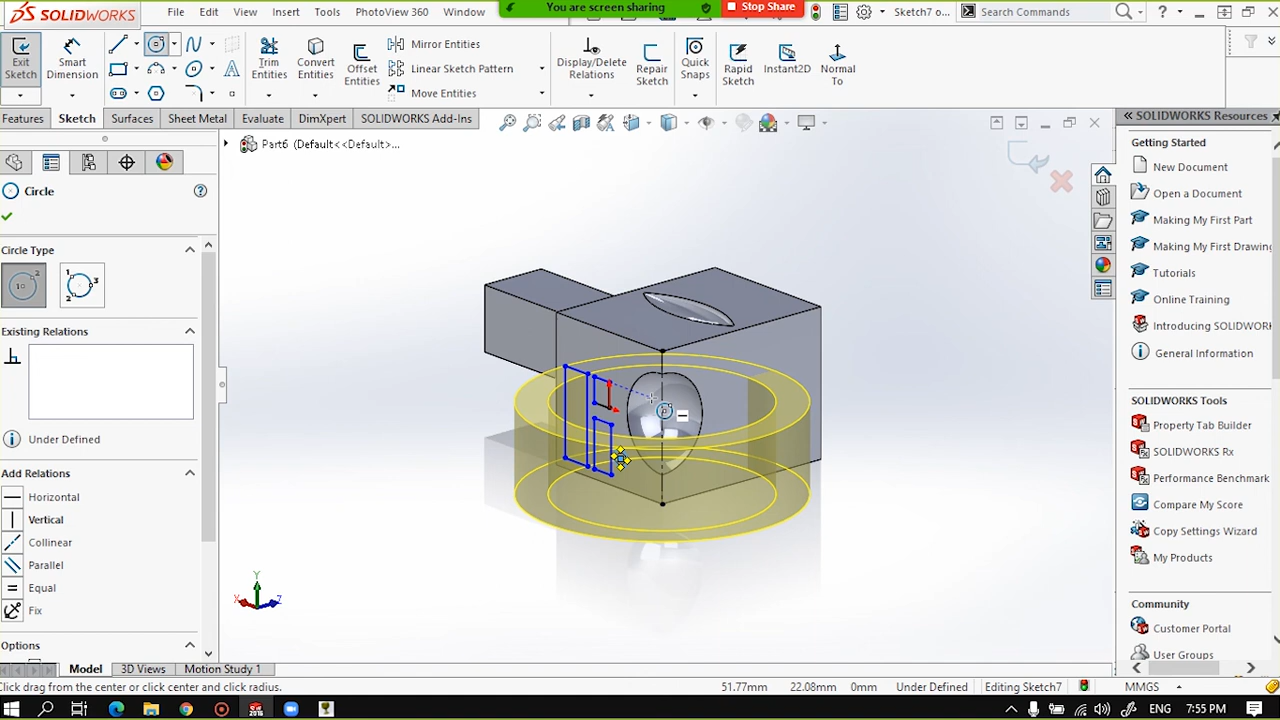 SOLIDWORKS File Edit View Insert Tools PhotoView 360 Window You are screen sharing Stop Share Sketch7 o... Search Commands ?
Exit Sketch
Smart Dimension
Trim Entities
Convert Entities
Offset Entities
Mirror Entities
Linear Sketch Pattern
Move Entities
Display/Delete Relations
Repair Sketch
Quick Snaps
Rapid Sketch
Instant2D
Normal To
Features Sketch Surfaces Sheet Metal Evaluate DimXpert SOLIDWORKS Add-Ins
Part6 (Default<<Default>...
Circle
Circle Type
Existing Relations
Under Defined
Add Relations
Horizontal
Vertical
Collinear
Parallel
Equal
Fix
Options
Y
X
Z
SOLIDWORKS Resources
Getting Started
New Document
Open a Document
Making My First Part
Making My First Drawing
Tutorials
Online Training
Introducing SOLIDWOR
General Information
SOLIDWORKS Tools
Property Tab Builder
SOLIDWORKS Rx
Performance Benchmark
Compare My Score
Copy Settings Wizard
My Products
Community
Customer Portal
User Groups
Model 3D Views Motion Study 1
Click drag from the center or click center and click radius. 51.77mm 22.08mm 0mm Under Defined Editing Sketch7 MMGS
ENG 7:55 PM